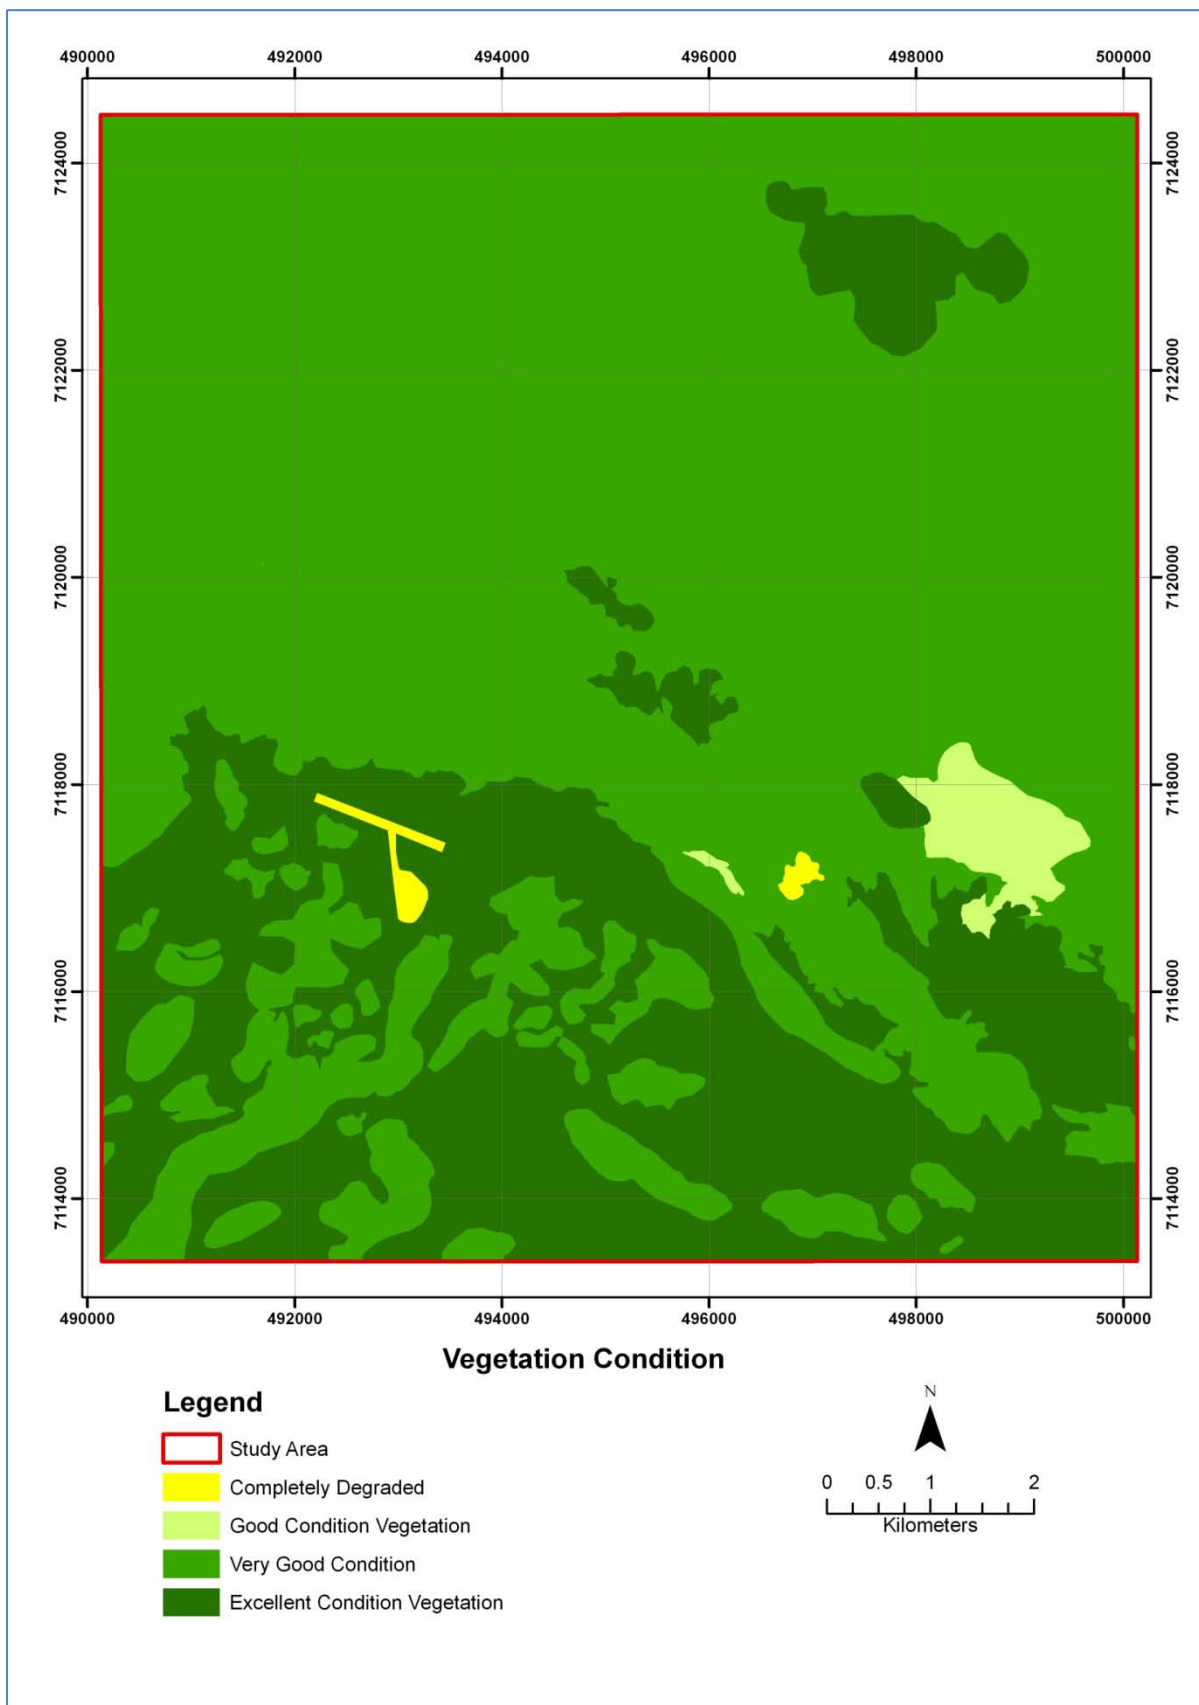 490000 492000 494000 496000 498000 500000
7124000 7124000
7122000 7122000
7120000 7120000
7118000 7118000
7116000 7116000
7114000 7114000
490000 492000 494000 496000 498000 500000
Vegetation Condition
Legend
Study Area
Completely Degraded
Good Condition Vegetation
Very Good Condition
Excellent Condition Vegetation
N
0 0.5 1 2
Kilometers